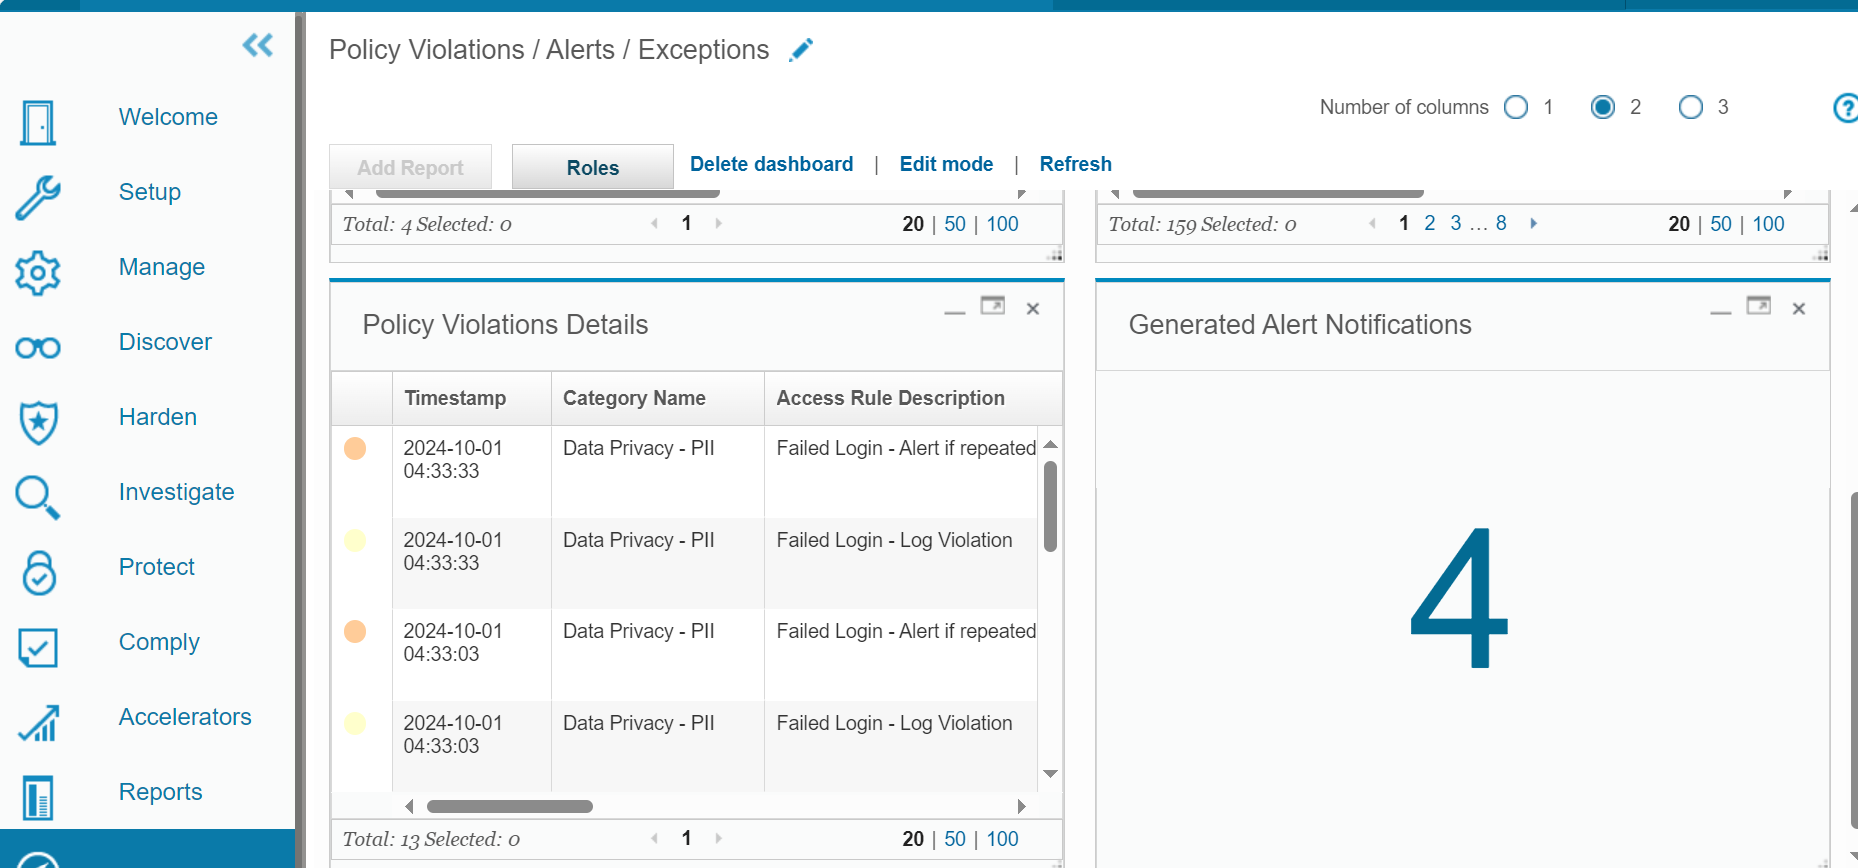 Policy Violations / Alerts / Exceptions
Number of columns 1 2 3
Add Report Roles Delete dashboard | Edit mode | Refresh
Welcome
Setup
Manage
Discover
Harden
Investigate
Protect
Comply
Accelerators
Reports
Total: 4 Selected: 0 1 20 | 50 | 100
Total: 159 Selected: 0 1 2 3 ... 8 20 | 50 | 100
Policy Violations Details
Timestamp Category Name Access Rule Description
2024-10-01 Data Privacy - PII Failed Login - Alert if repeated
04:33:33
2024-10-01 Data Privacy - PII Failed Login - Log Violation
04:33:33
2024-10-01 Data Privacy - PII Failed Login - Alert if repeated
04:33:03
2024-10-01 Data Privacy - PII Failed Login - Log Violation
04:33:03
Total: 13 Selected: 0 1 20 | 50 | 100
Generated Alert Notifications
4